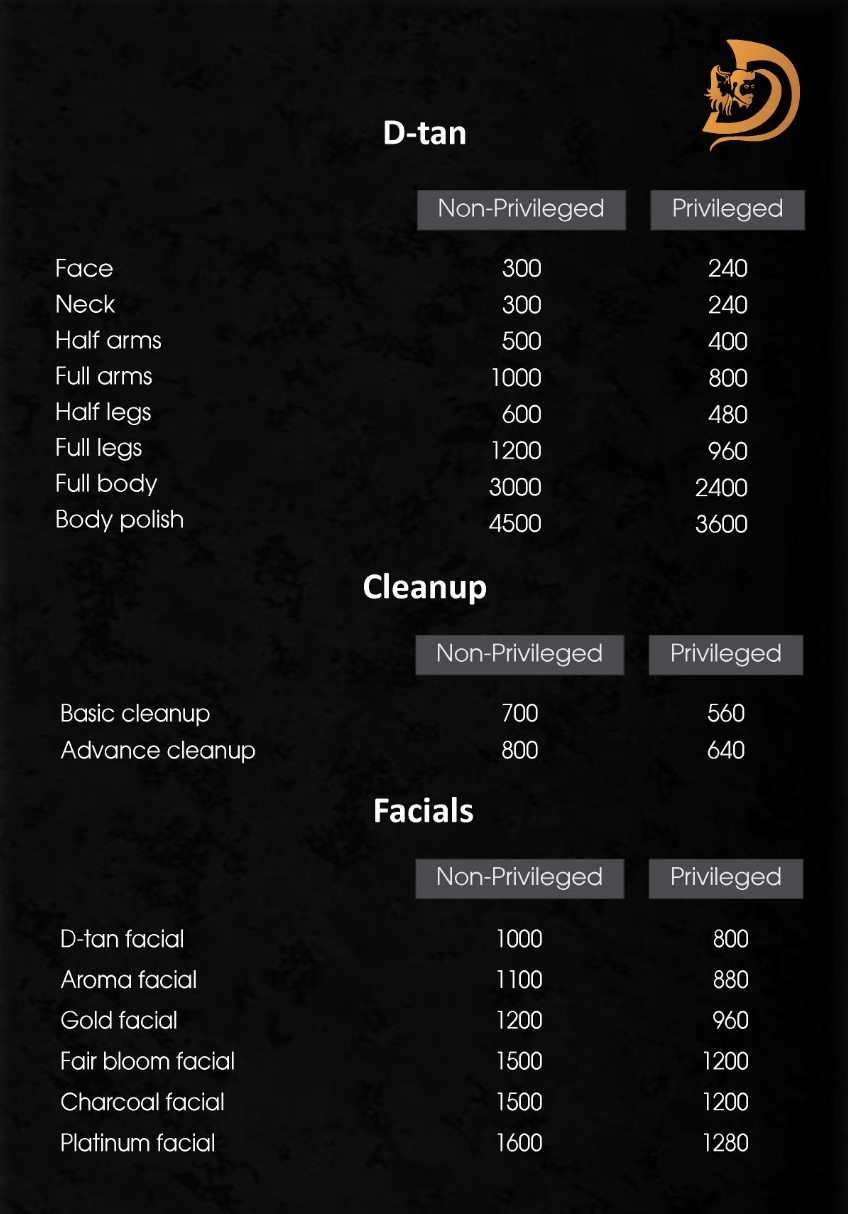 D-tan
Non-Privileged Privileged
Face 300 240
Neck 300 240
Half arms 500 400
Full arms 1000 800
Half legs 600 480
Full legs 1200 960
Full body 3000 2400
Body polish 4500 3600
Cleanup
Non-Privileged Privileged
Basic cleanup 700 560
Advance cleanup 800 640
Facials
Non-Privileged Privileged
D-tan facial 1000 800
Aroma facial 1100 880
Gold facial 1200 960
Fair bloom facial 1500 1200
Charcoal facial 1500 1200
Platinum facial 1600 1280